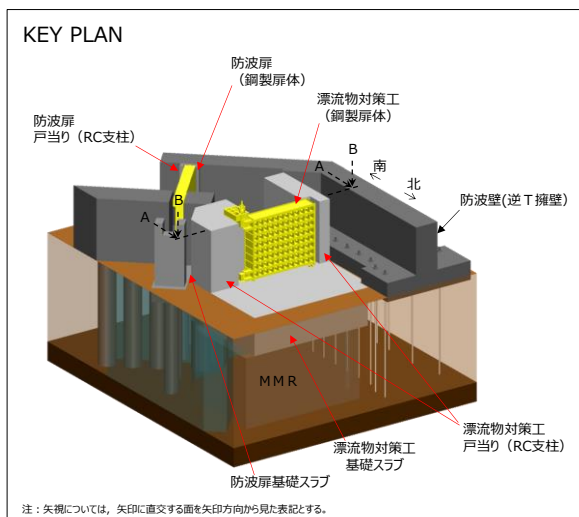 KEY PLAN
防波扉
（鋼製扉体）
漂流物対策工
（鋼製扉体）
防波扉
戸当り（RC支柱）
B
A
南
北
B
A
防波壁(逆Ｔ擁壁)
MMR
漂流物対策工
戸当り（RC支柱）
漂流物対策工
基礎スラブ
防波扉基礎スラブ
注：矢視については，矢印に直交する面を矢印方向から見た表記とする。